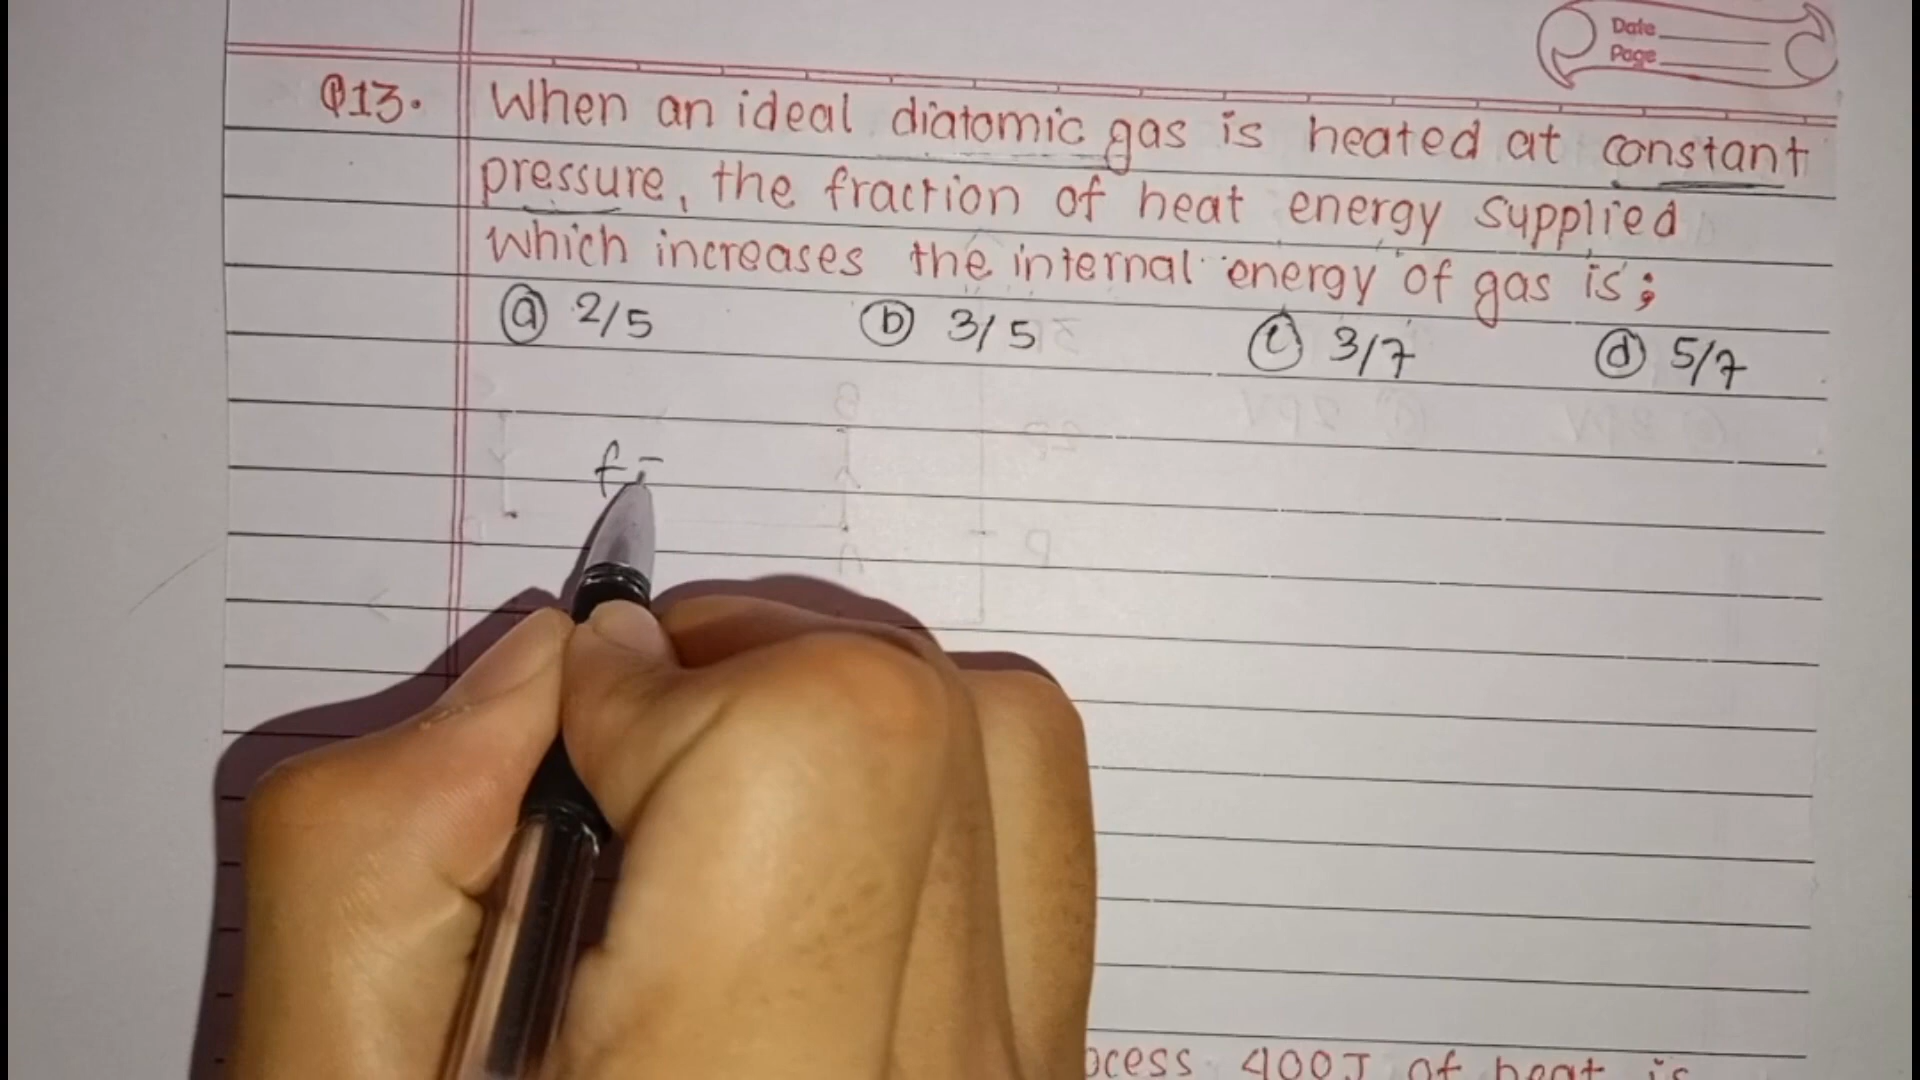 Date
Page
Q13. When an ideal diatomic gas is heated at constant
pressure, the fraction of heat energy supplied
which increases the internal energy of gas is;
(a) 2/5 (b) 3/5 (c) 3/7 (d) 5/7
f =
ocess 400J of heat is